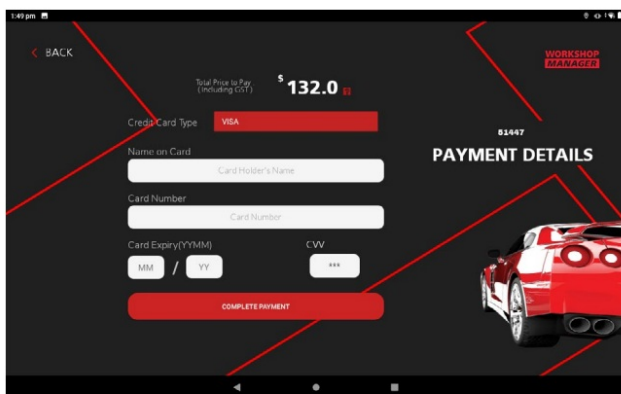 1:49 pm
BACK
WORKSHOP
MANAGER
Total Price to Pay
(Including GST)
$ 132.0
Credit Card Type
VISA
81447
PAYMENT DETAILS
Name on Card
Card Holder's Name
Card Number
Card Number
Card Expiry(YYMM)
CVV
MM / YY
***
COMPLETE PAYMENT